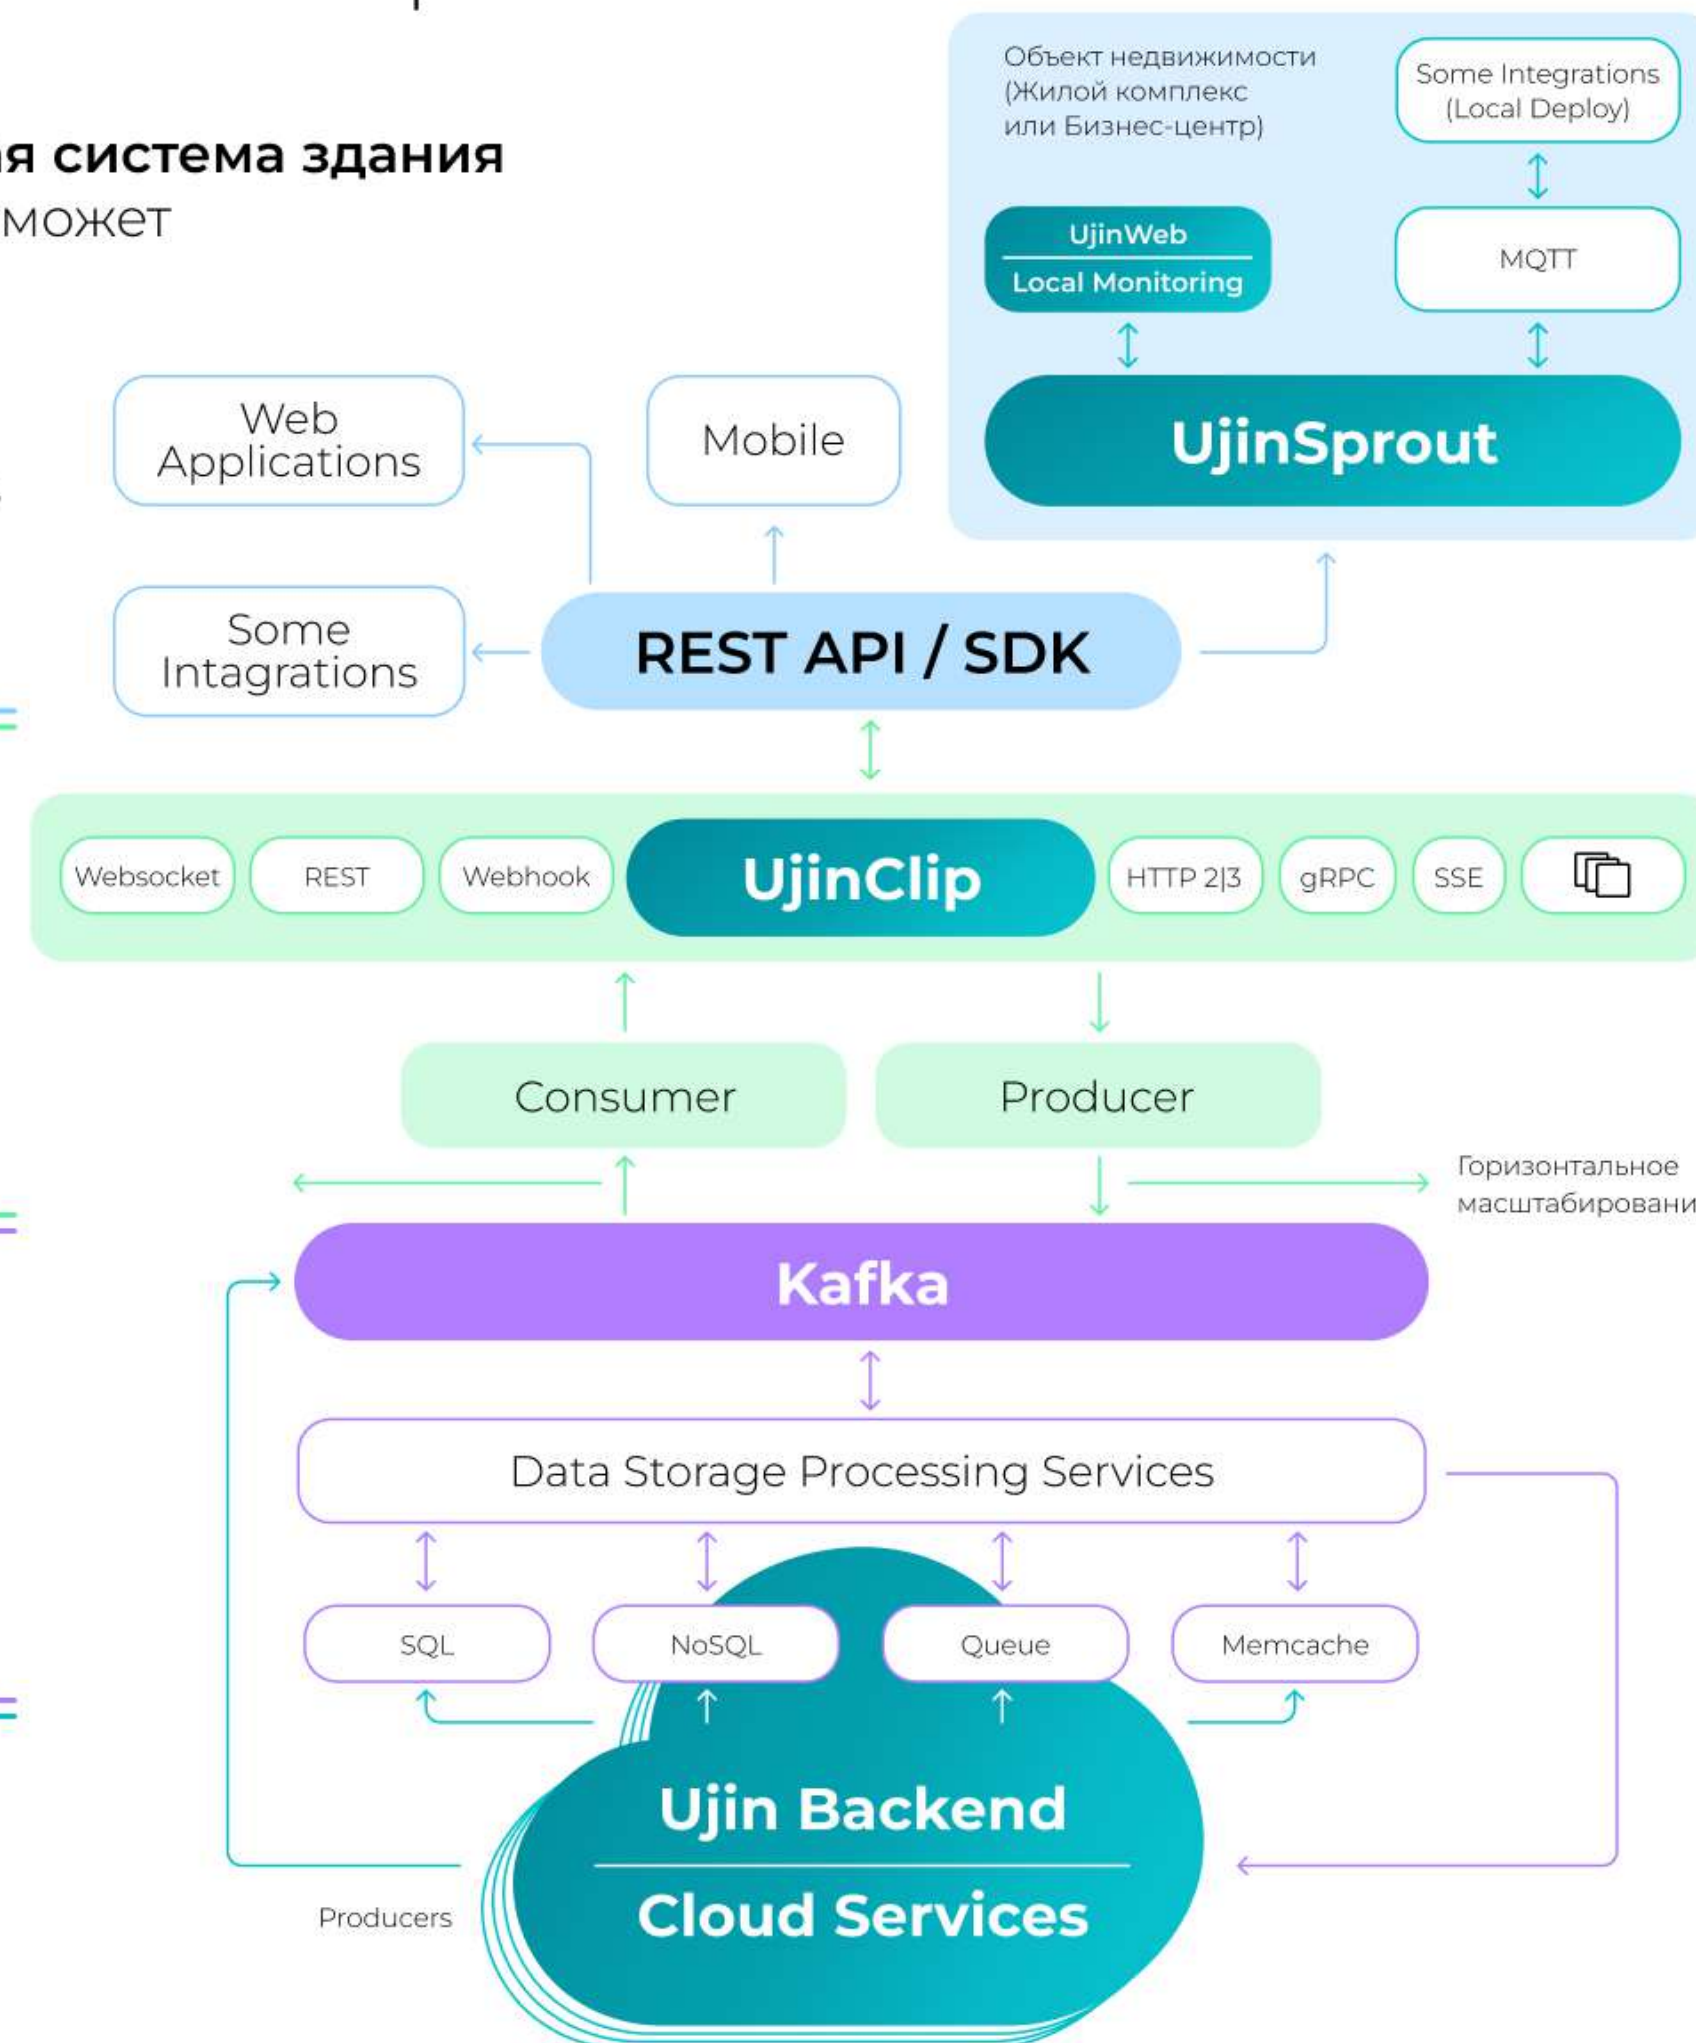 система здания
может
Объект недвижимости
(Жилой комплекс
или Бизнес-центр)
Some Integrations
(Local Deploy)
UjinWeb
Local Monitoring
MQTT
UjinSprout
Web
Applications
Mobile
Some
Intagrations
REST API / SDK
Websocket
REST
Webhook
UjinClip
HTTP 2|3
gRPC
SSE
Consumer
Producer
Горизонтальное
масштабировани
Kafka
Data Storage Processing Services
SQL
NoSQL
Queue
Memcache
Ujin Backend
Cloud Services
Producers